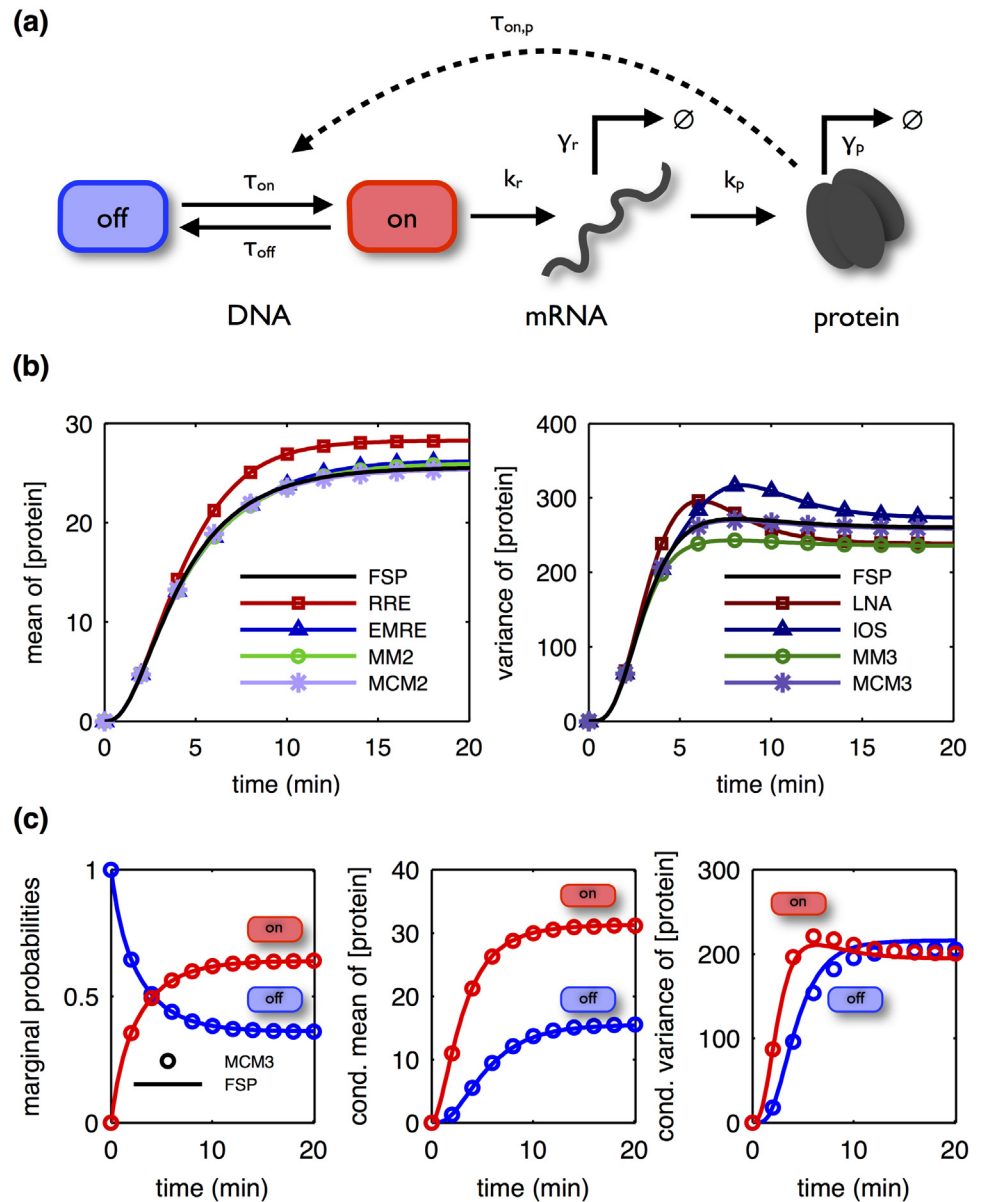 (a)
τon,p
γr
∅
γp
∅
off
τon
τoff
on
kr
kp
DNA
mRNA
protein
(b)
mean of [protein]
30
20
10
0
FSP
RRE
EMRE
MM2
MCM2
0 5 10 15 20
time (min)
variance of [protein]
400
300
200
100
0
FSP
LNA
IOS
MM3
MCM3
0 5 10 15 20
time (min)
(c)
marginal probabilities
1
0.5
0
on
off
MCM3
FSP
0 10 20
time (min)
cond. mean of [protein]
40
30
20
10
0
on
off
0 10 20
time (min)
cond. variance of [protein]
300
200
100
0
on
off
0 10 20
time (min)